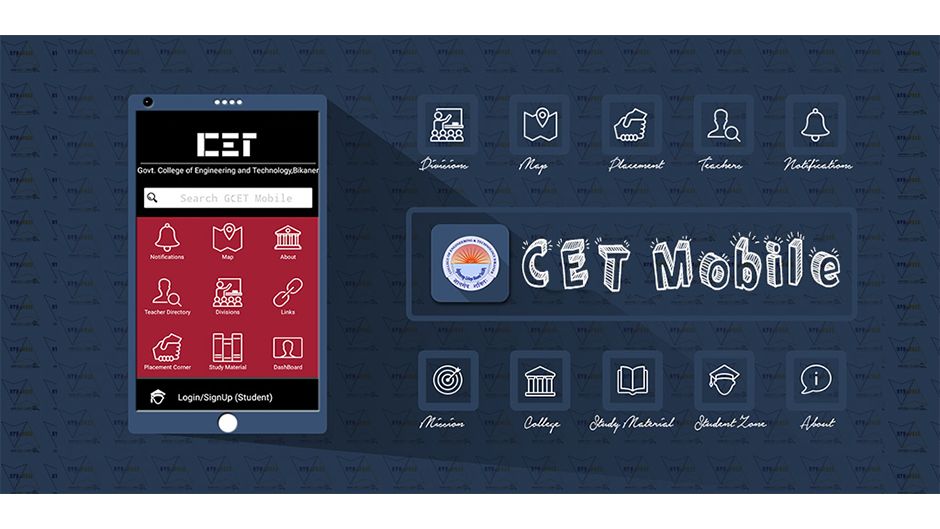 CET
Govt. College of Engineering and Technology,Bikaner
Search GCET Mobile
Notifications
Map
About
Teacher Directory
Divisions
Links
Placement Corner
Study Material
DashBoard
Login/SignUp (Student)
Divisions
Map
Placement
Teachers
Notifications
CET Mobile
Mission
College
Study Material
Student Zone
About